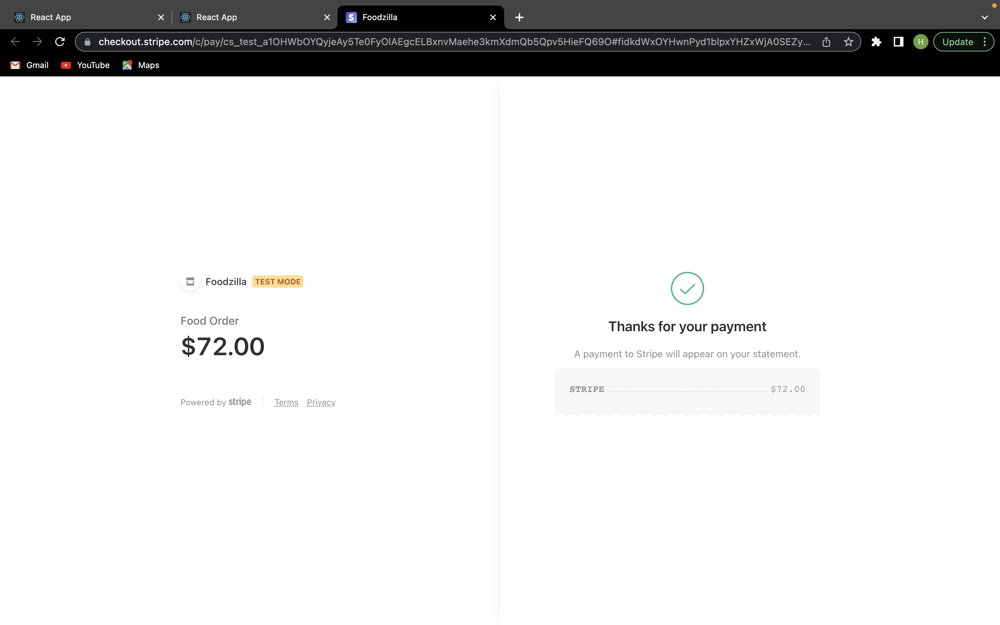 React App
React App
S Foodzilla
checkout.stripe.com/c/pay/cs_test_a1OHWbOYQyjeAy5Te0FyOlAEgcELBxnvMaehe3kmXdmQb5Qpv5HieFQ69O#fidkdWxOYHwnPyd1blpxYHZxWjA0SEZy...
H
Update
Gmail
YouTube
Maps
Foodzilla TEST MODE
Food Order
$72.00
Powered by stripe
Terms Privacy
Thanks for your payment
A payment to Stripe will appear on your statement.
STRIPE $72.00